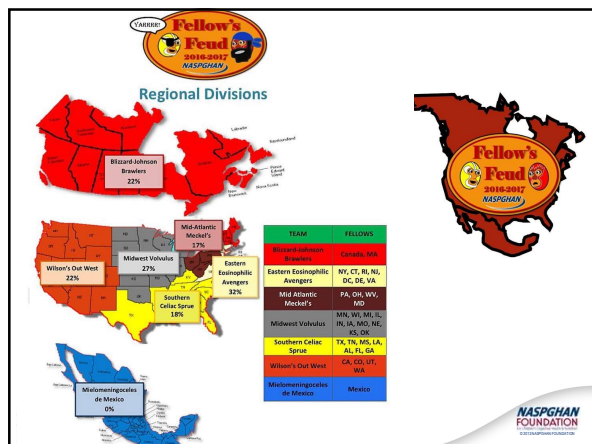 YARRRR!
Fellow's
Feud
2016-2017
NASPGHAN
Regional Divisions
Labrador
Newfoundland
Prince
Edward
Island
Nova Scotia
New
Brunswick
Blizzard-Johnson
Brawlers
22%
Mid-Atlantic
Meckel's
17%
Midwest Volvulus
27%
Eastern
Eosinophilic
Avengers
32%
Wilson's Out West
22%
Southern
Celiac Sprue
18%
Mielomeningoceles
de Mexico
0%
TEAM FELLOWS
Blizzard-Johnson
Brawlers
Canada, MA
Eastern Eosinophilic
Avengers
NY, CT, RI, NJ,
DC, DE, VA
Mid Atlantic
Meckel's
PA, OH, WV,
MD
Midwest Volvulus
MN, WI, MI, IL,
IN, IA, MO, NE,
KS, OK
Southern Celiac
Sprue
TX, TN, MS, LA,
AL, FL, GA
Wilson's Out West
CA, CO, UT,
WA
Mielomeningoceles
de Mexico
Mexico
Fellow's
Feud
2016-2017
NASPGHAN
NASPGHAN
FOUNDATION